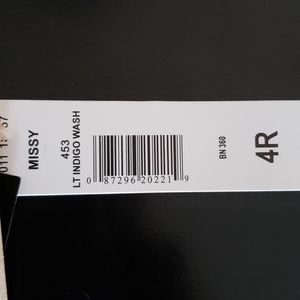 MISSY
453
LT INDIGO WASH
0 87296 20221 9
BN 360
4R